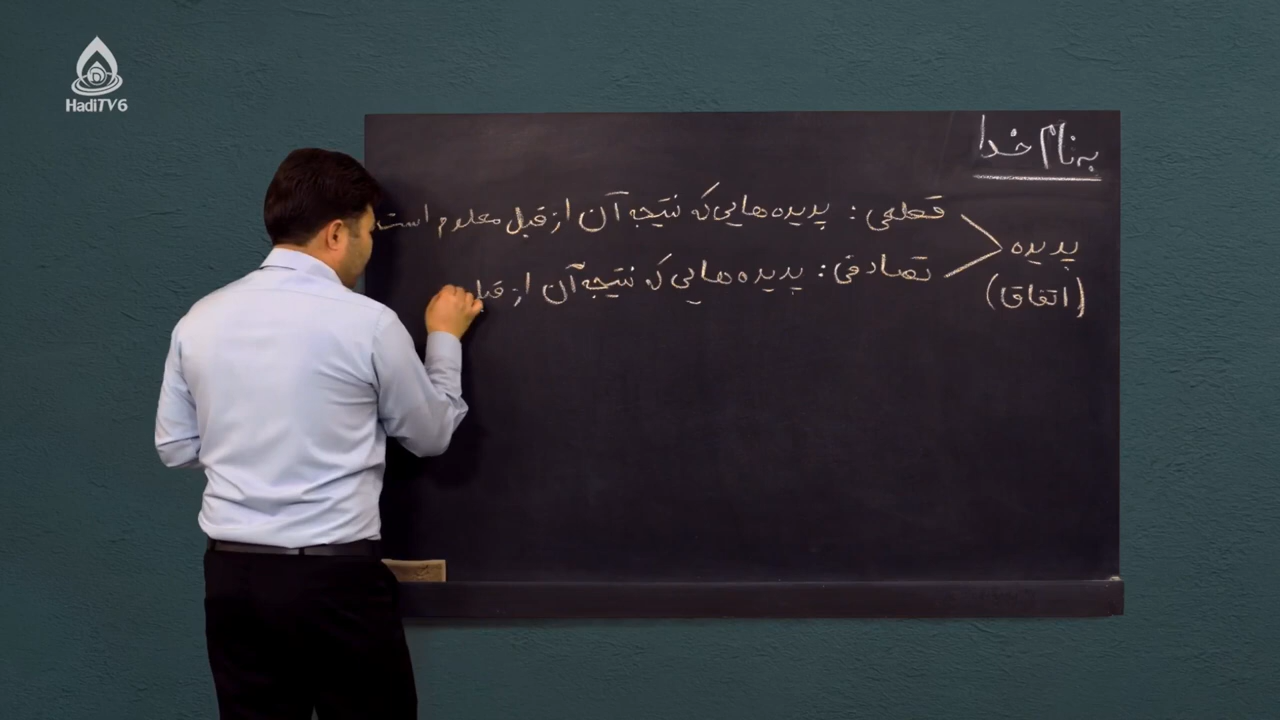 HadiTV6
به نام خدا
پدیده
(اتفاق)
قطعی: پدیده‌هایی که نتیجه آن از قبل معلوم است.
تصادفی: پدیده‌هایی که نتیجه آن از قبل